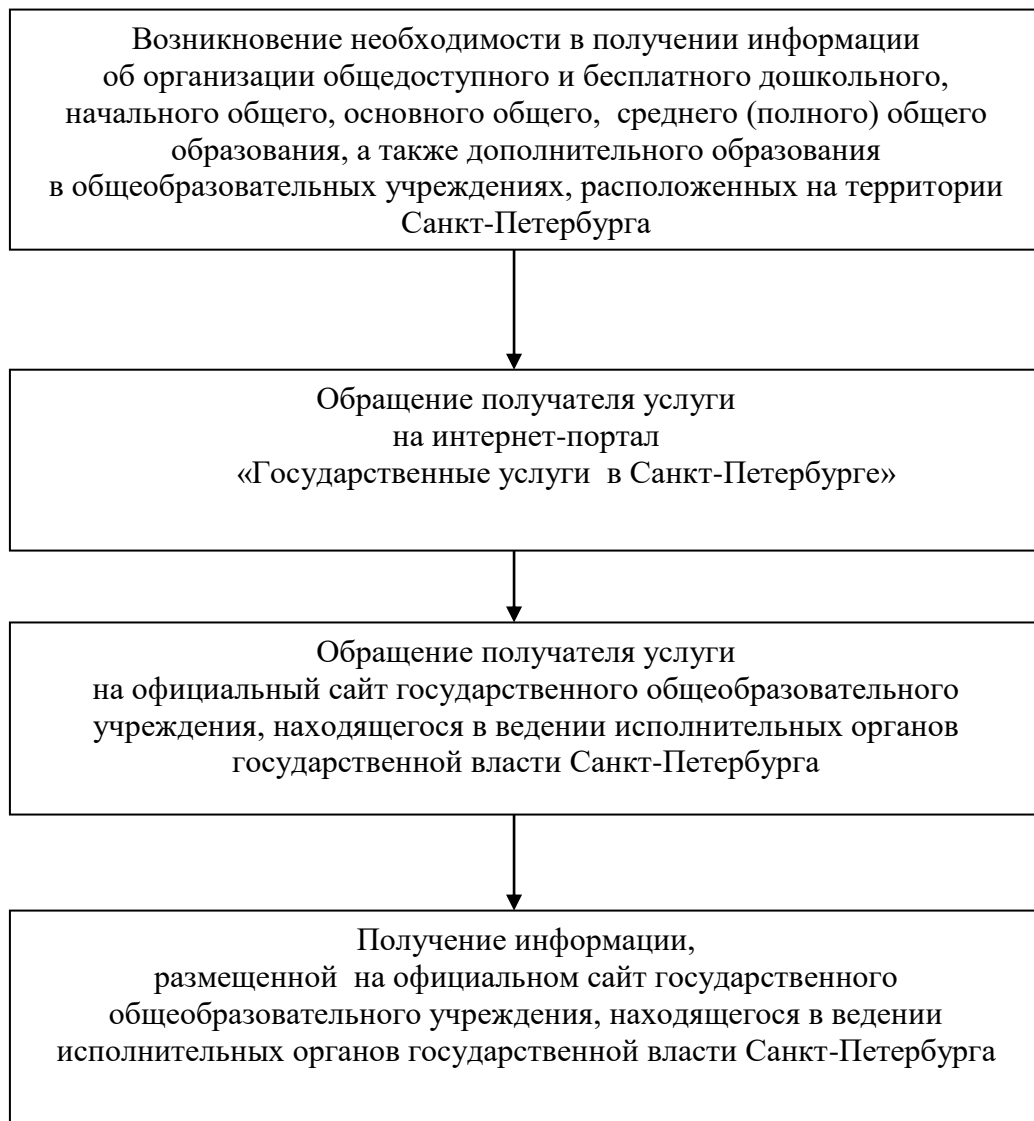 Возникновение необходимости в получении информации
об организации общедоступного и бесплатного дошкольного,
начального общего, основного общего, среднего (полного) общего
образования, а также дополнительного образования
в общеобразовательных учреждениях, расположенных на территории
Санкт-Петербурга
Обращение получателя услуги
на интернет-портал
«Государственные услуги в Санкт-Петербурге»
Обращение получателя услуги
на официальный сайт государственного общеобразовательного
учреждения, находящегося в ведении исполнительных органов
государственной власти Санкт-Петербурга
Получение информации,
размещенной на официальном сайт государственного
общеобразовательного учреждения, находящегося в ведении
исполнительных органов государственной власти Санкт-Петербурга